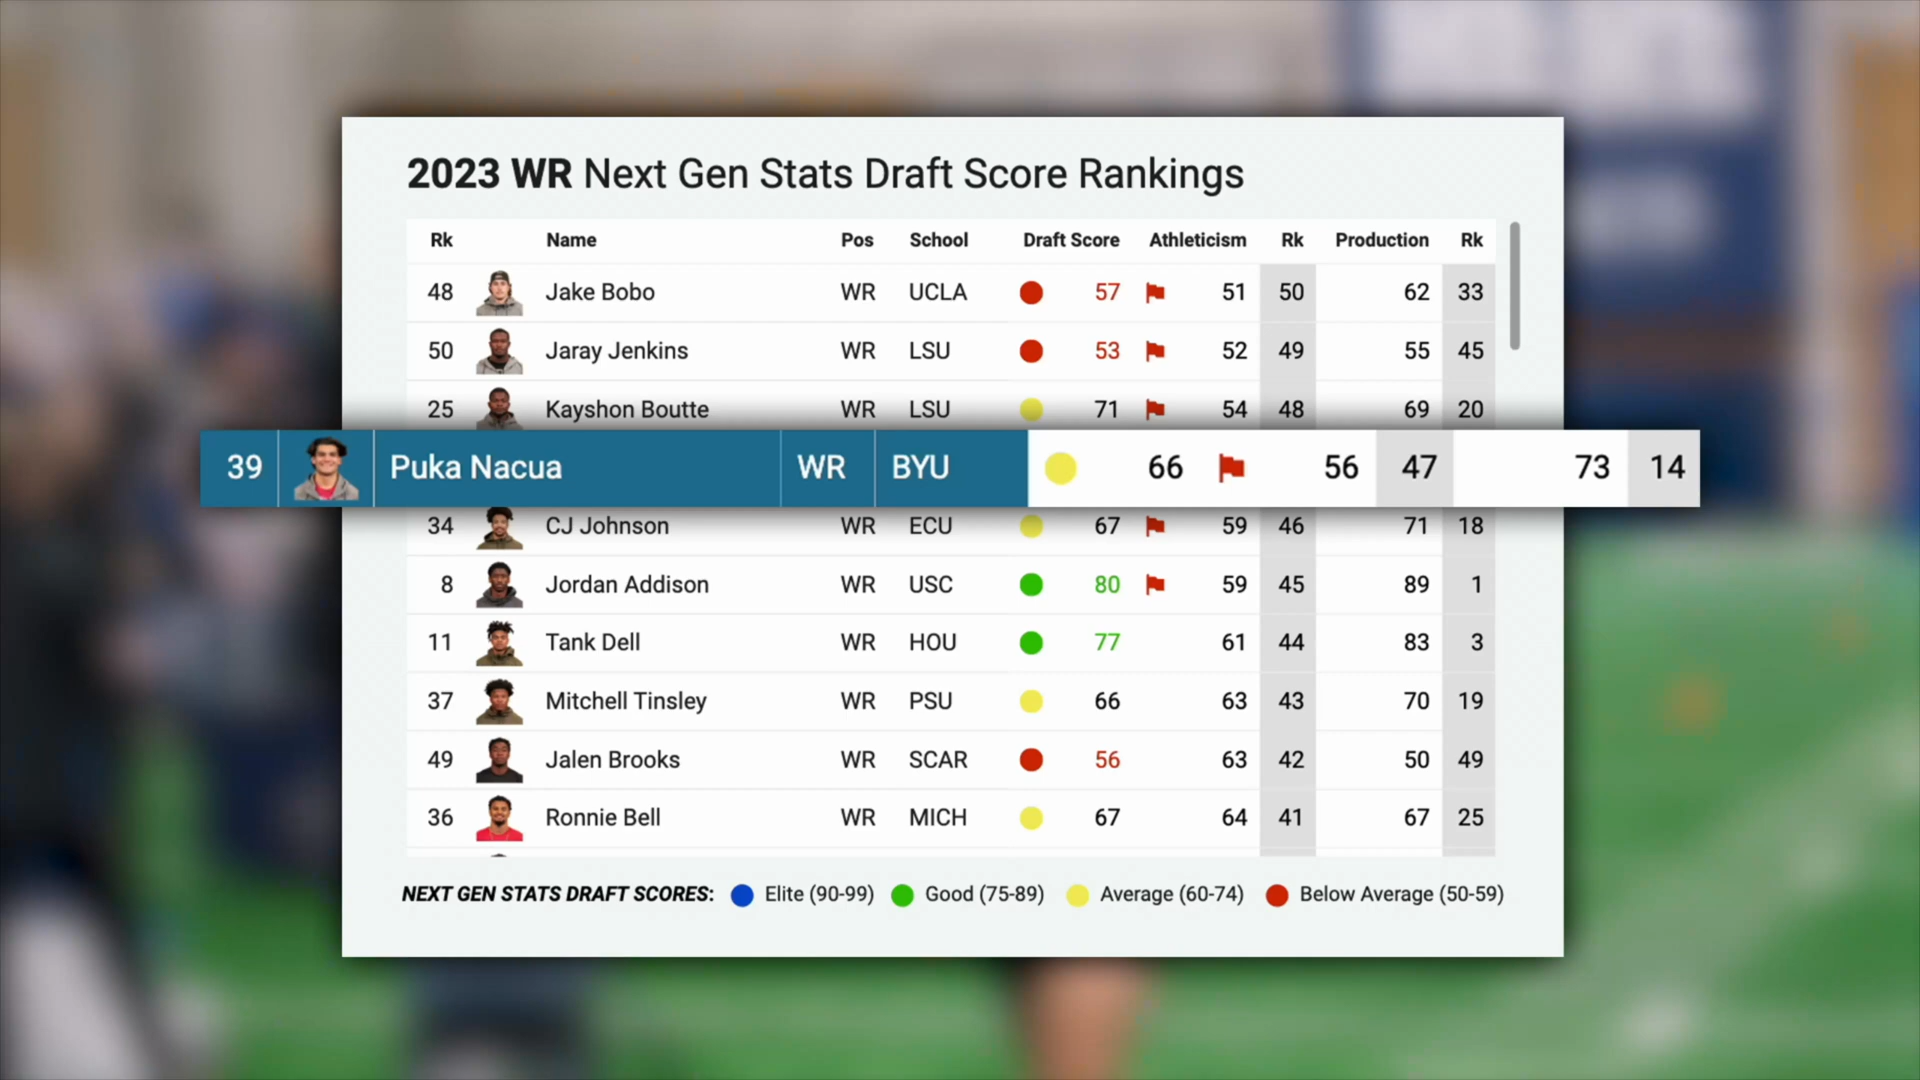 2023 WR Next Gen Stats Draft Score Rankings
Rk Name Pos School Draft Score Athleticism Rk Production Rk
48 Jake Bobo WR UCLA 57 51 50 62 33
50 Jaray Jenkins WR LSU 53 52 49 55 45
25 Kayshon Boutte WR LSU 71 54 48 69 20
39 Puka Nacua WR BYU 66 56 47 73 14
34 CJ Johnson WR ECU 67 59 46 71 18
8 Jordan Addison WR USC 80 59 45 89 1
11 Tank Dell WR HOU 77 61 44 83 3
37 Mitchell Tinsley WR PSU 66 63 43 70 19
49 Jalen Brooks WR SCAR 56 63 42 50 49
36 Ronnie Bell WR MICH 67 64 41 67 25
NEXT GEN STATS DRAFT SCORES: Elite (90-99) Good (75-89) Average (60-74) Below Average (50-59)